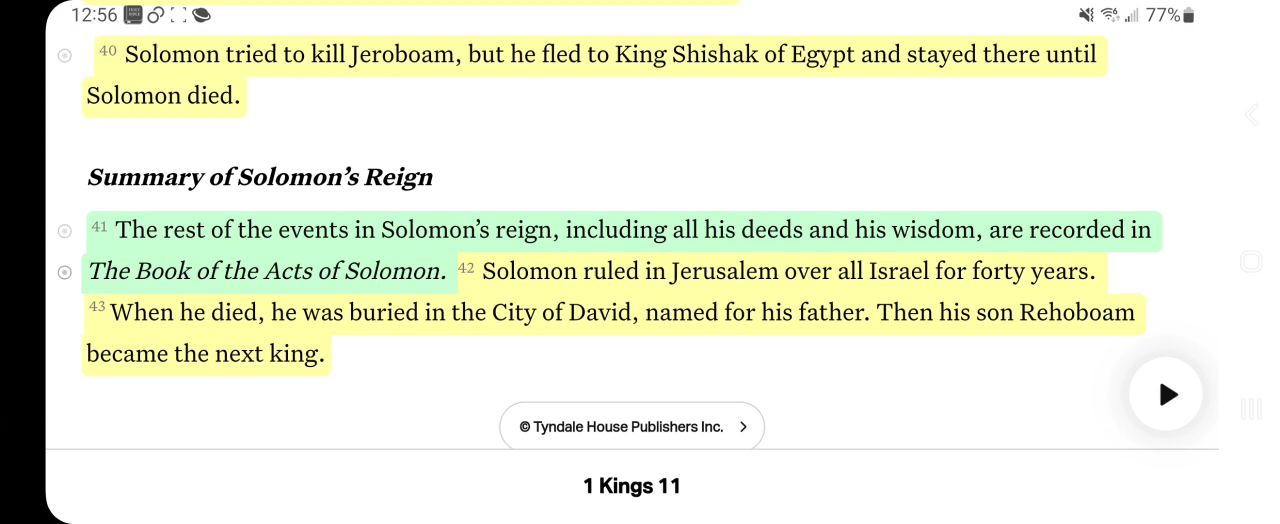 12:56 77%
40 Solomon tried to kill Jeroboam, but he fled to King Shishak of Egypt and stayed there until
Solomon died.
Summary of Solomon’s Reign
41 The rest of the events in Solomon’s reign, including all his deeds and his wisdom, are recorded in
The Book of the Acts of Solomon. 42 Solomon ruled in Jerusalem over all Israel for forty years.
43 When he died, he was buried in the City of David, named for his father. Then his son Rehoboam
became the next king.
© Tyndale House Publishers Inc.
1 Kings 11